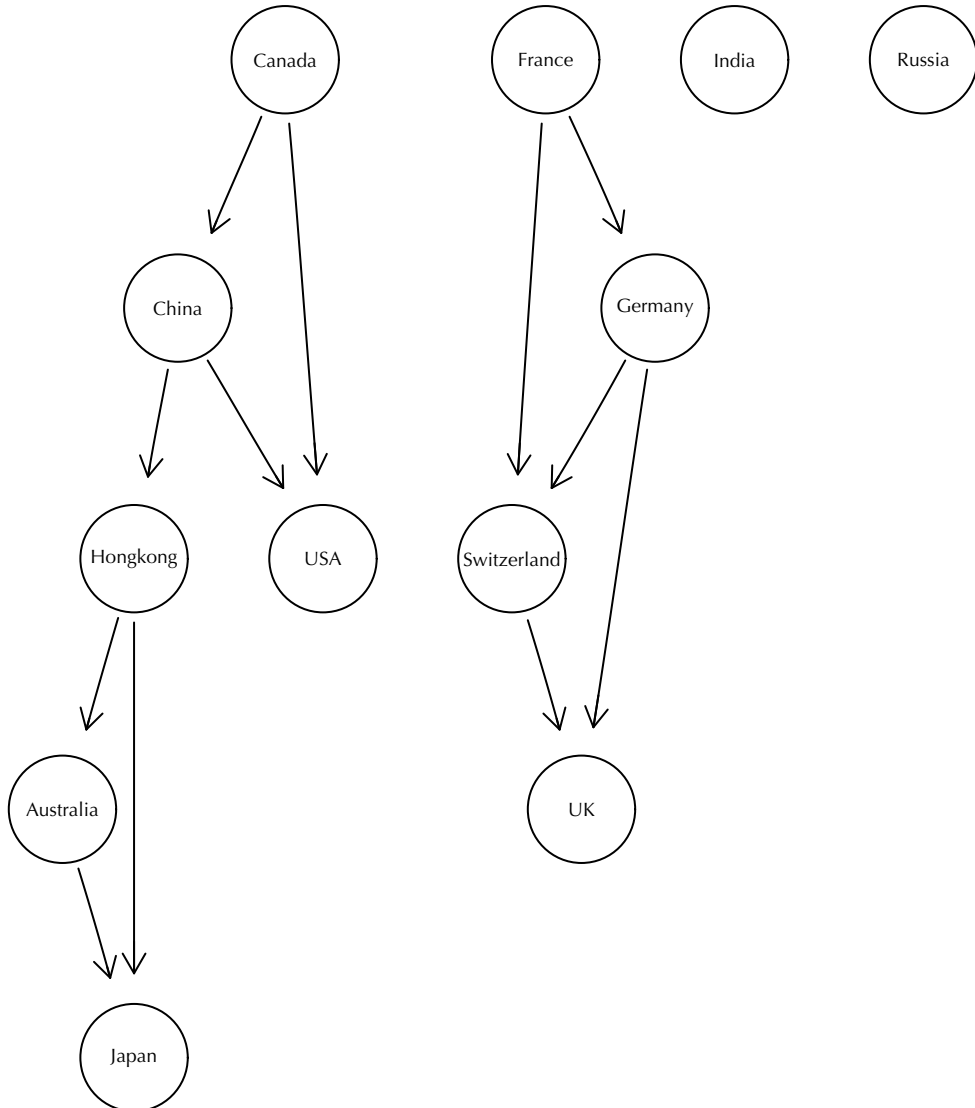 Canada
France
India
Russia
China
Germany
Hongkong
USA
Switzerland
Australia
UK
Japan